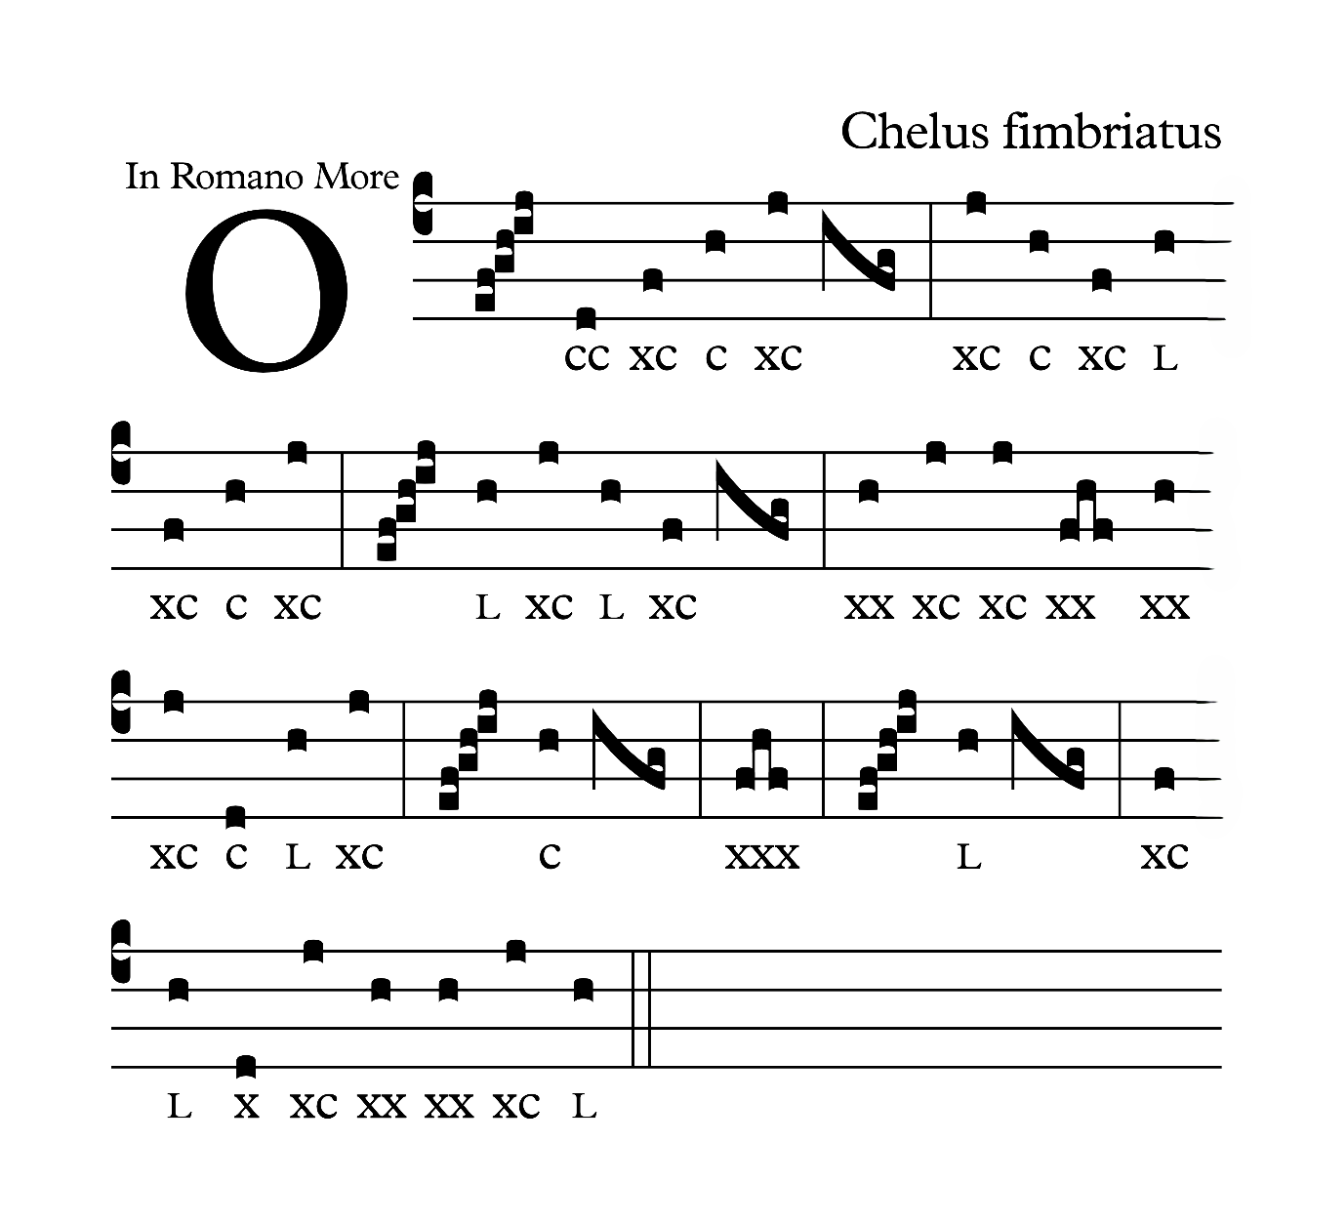 Chelus fimbriatus
In Romano More
O
CC XC C XC XC C XC L
XC C XC L XC L XC XX XC XC XX XX
XC C L XC C XXX L XC
L X XC XX XX XC L